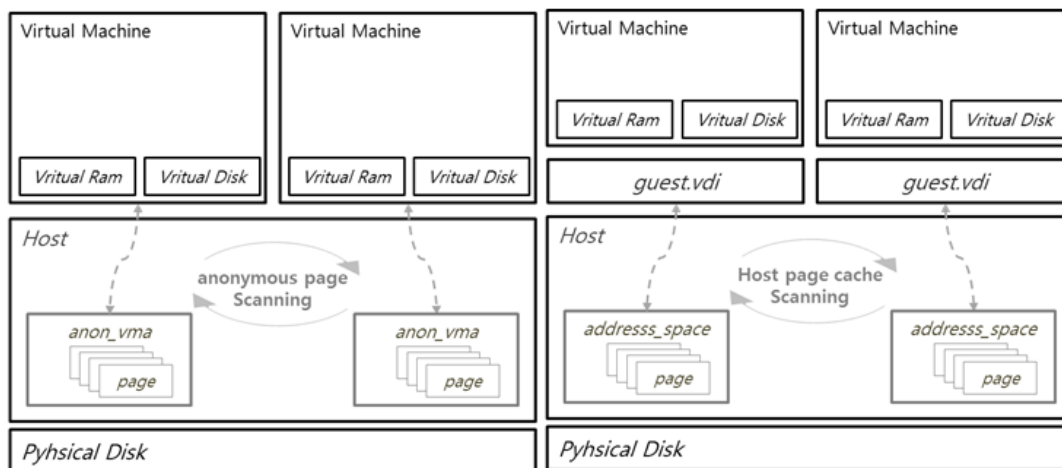 Virtual Machine
Vritual Ram
Vritual Disk
Virtual Machine
Vritual Ram
Vritual Disk
Host
anonymous page
Scanning
anon_vma
page
anon_vma
page
Pyhsical Disk
Virtual Machine
Vritual Ram
Vritual Disk
Virtual Machine
Vritual Ram
Vritual Disk
guest.vdi
guest.vdi
Host
Host page cache
Scanning
addresss_space
page
addresss_space
page
Pyhsical Disk